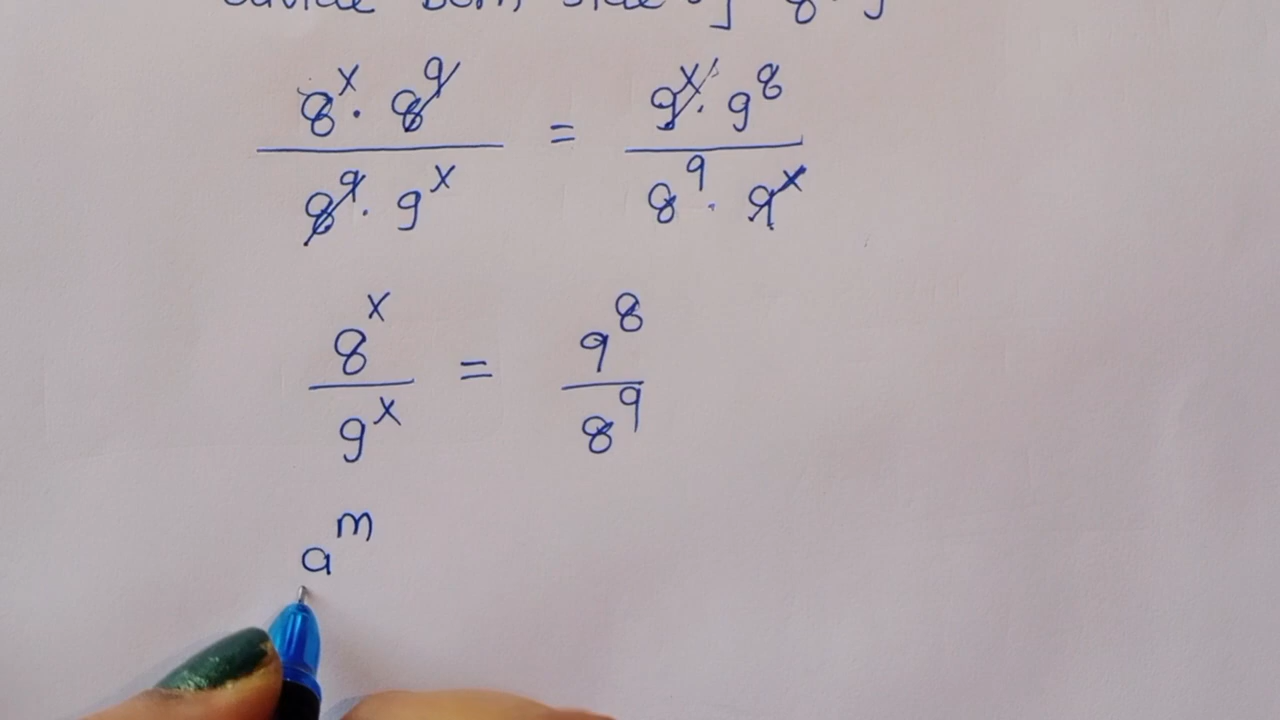 8^x · 8^9 / 8^9 · 9^x = 9^x · 9^8 / 8^9 · 9^x
8^x / 9^x = 9^8 / 8^9
a^m